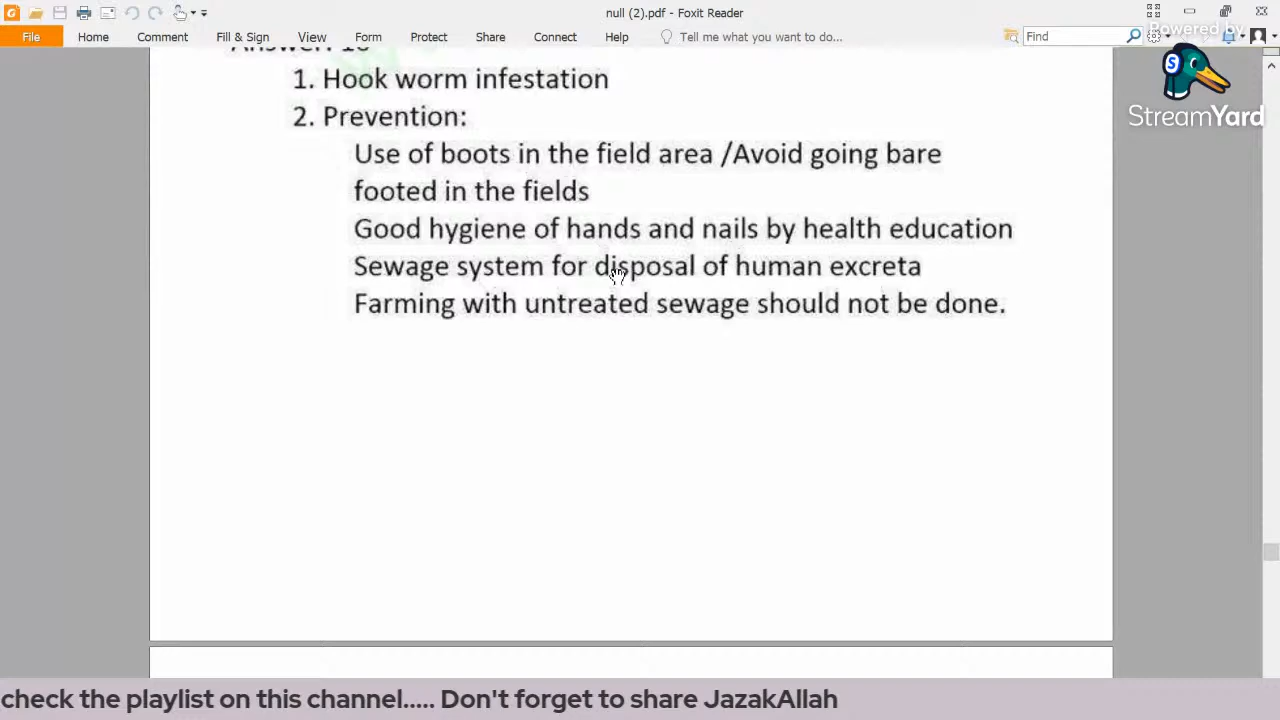 null (2).pdf - Foxit Reader
Powered by
File Home Comment Fill & Sign View Form Protect Share Connect Help Tell me what you want to do... Find
StreamYard
1. Hook worm infestation
2. Prevention:
Use of boots in the field area /Avoid going bare
footed in the fields
Good hygiene of hands and nails by health education
Sewage system for disposal of human excreta
Farming with untreated sewage should not be done.
check the playlist on this channel..... Don't forget to share JazakAllah